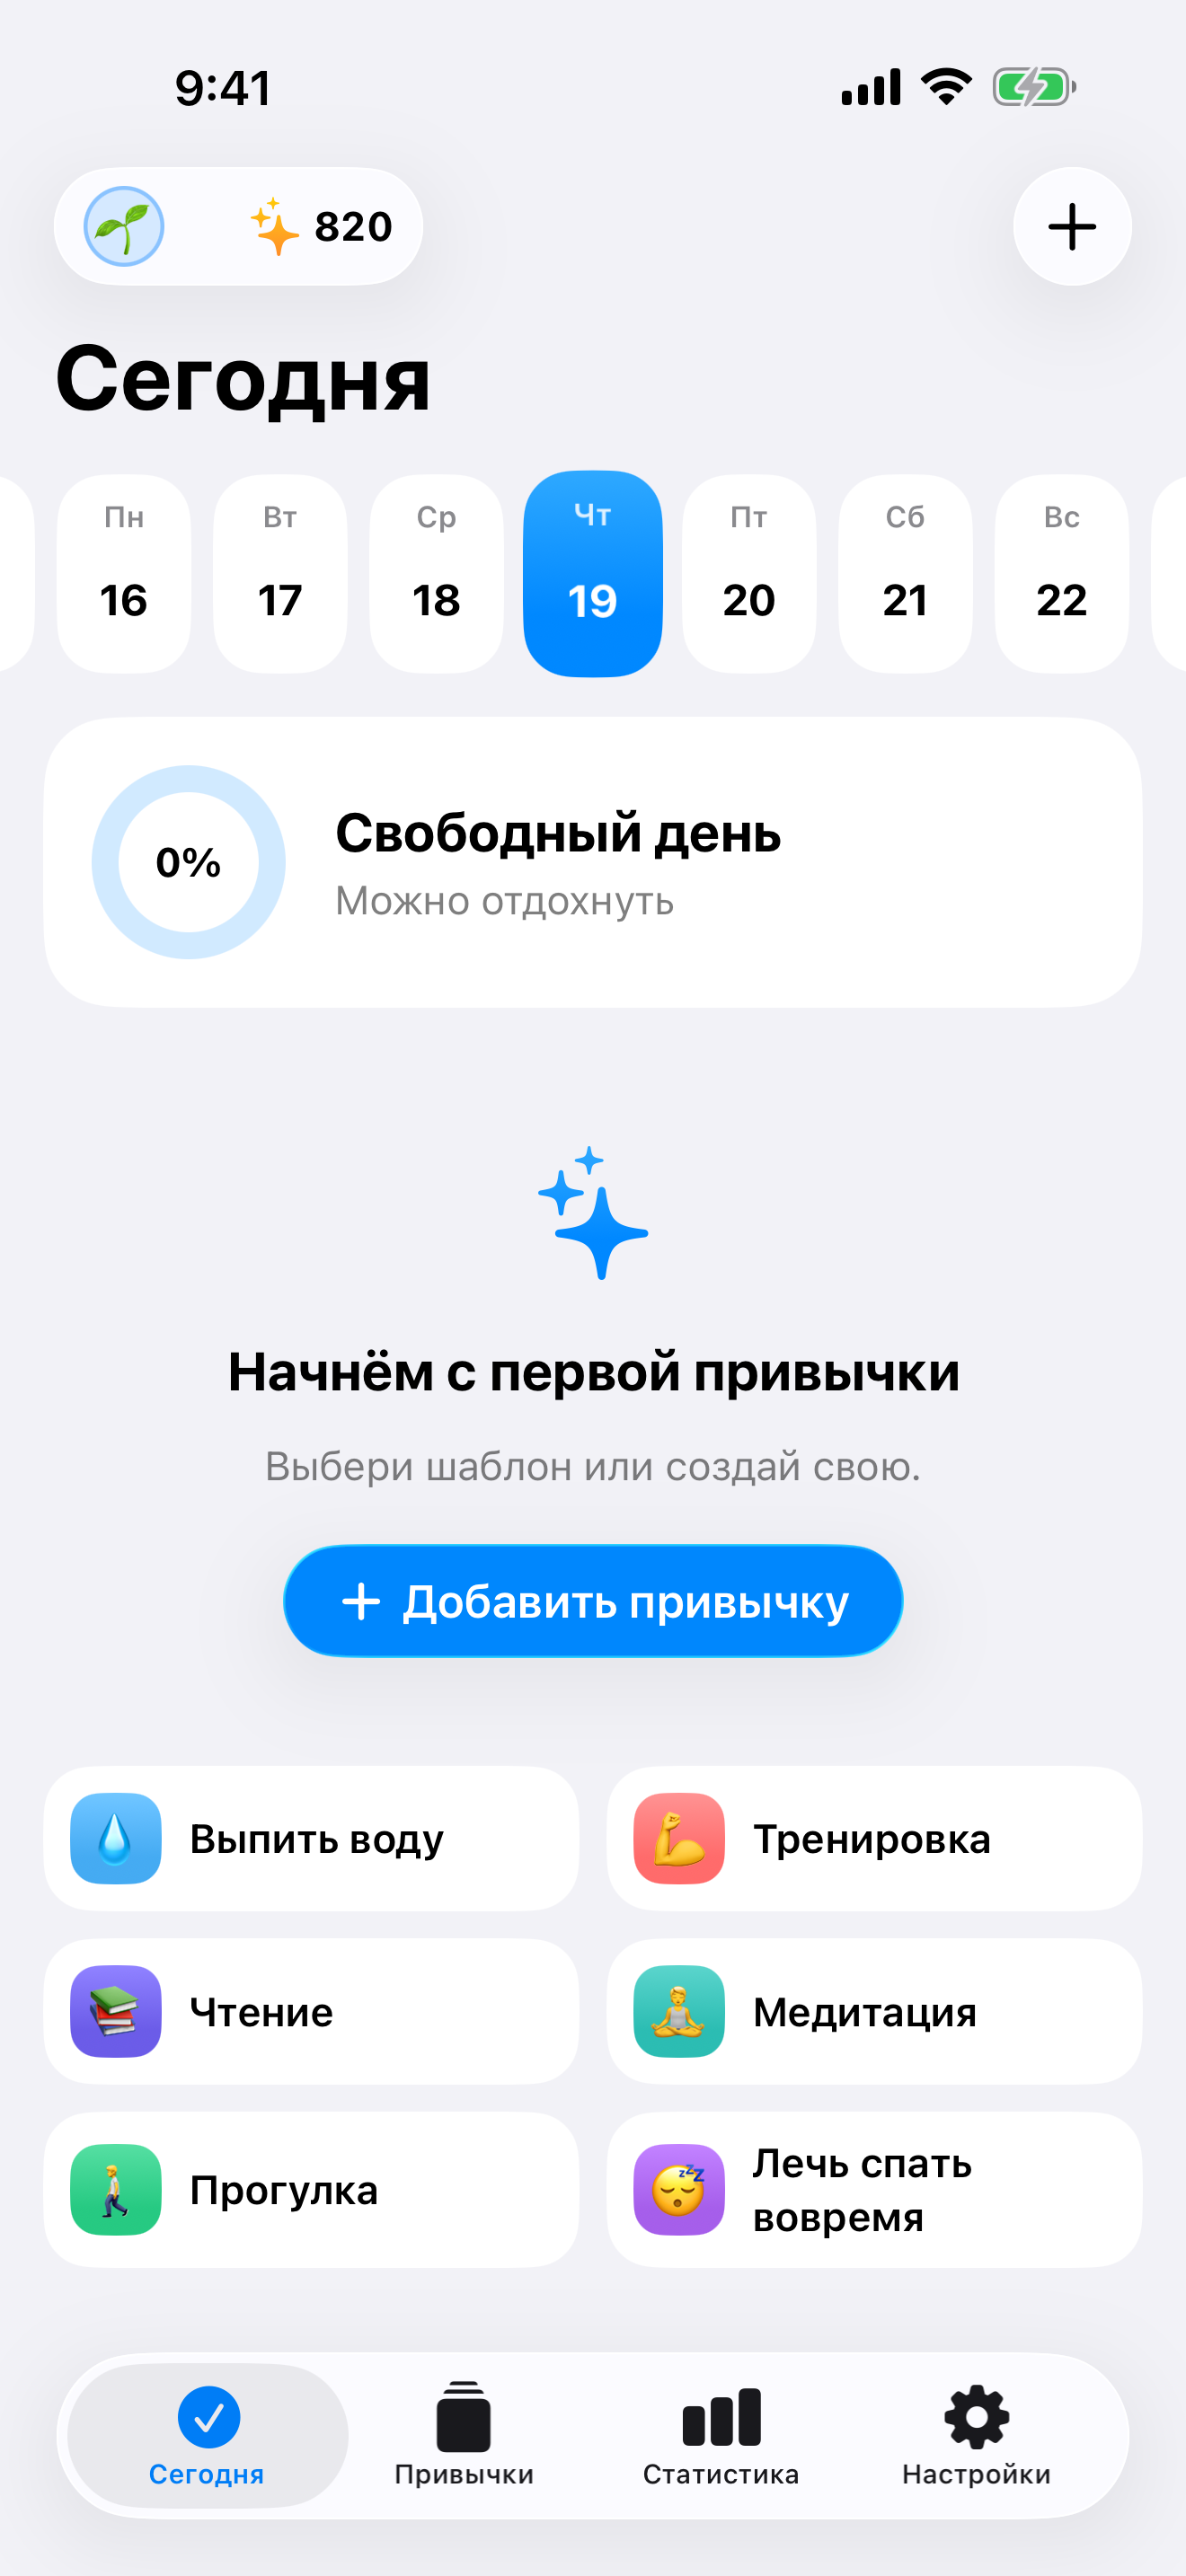 9:41
820
Сегодня
Пн Вт Ср Чт Пт Сб Вс
16 17 18 19 20 21 22
0%
Свободный день
Можно отдохнуть
Начнём с первой привычки
Выбери шаблон или создай свою.
+ Добавить привычку
Выпить воду
Тренировка
Чтение
Медитация
Прогулка
Лечь спать
вовремя
Сегодня Привычки Статистика Настройки